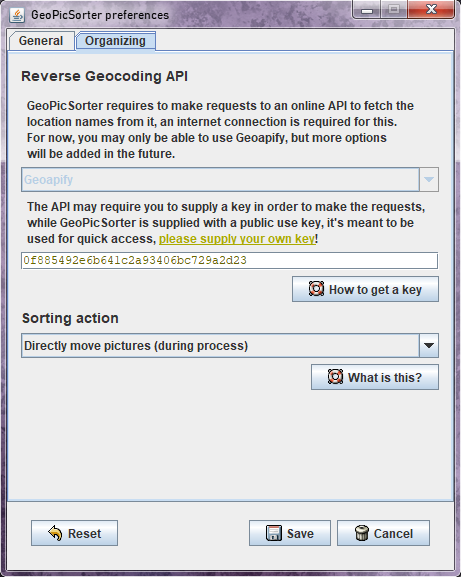 GeoPicSorter preferences
General
Organizing
Reverse Geocoding API
GeoPicSorter requires to make requests to an online API to fetch the
location names from it, an internet connection is required for this.
For now, you may only be able to use Geoapify, but more options
will be added in the future.
Geoapify
The API may require you to supply a key in order to make the requests,
while GeoPicSorter is supplied with a public use key, it's meant to be
used for quick access, please supply your own key!
0f885492e6b641c2a93406bc729a2d23
How to get a key
Sorting action
Directly move pictures (during process)
What is this?
Reset
Save
Cancel